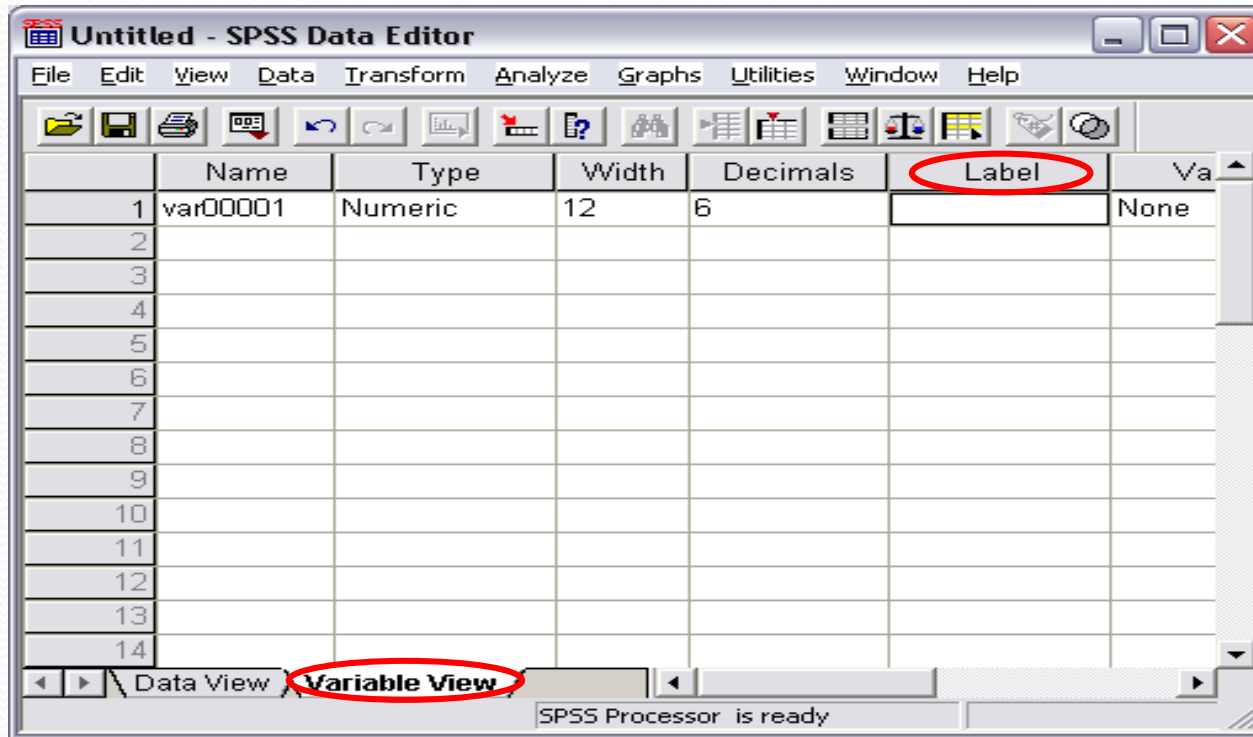 SPSS
Untitled - SPSS Data Editor
File Edit View Data Transform Analyze Graphs Utilities Window Help
Name Type Width Decimals Label Va
1 var00001 Numeric 12 6 None
2
3
4
5
6
7
8
9
10
11
12
13
14
Data View Variable View
SPSS Processor is ready